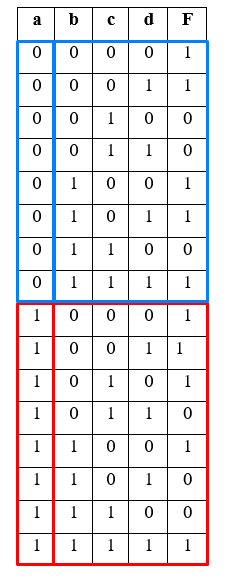 a b c d F
0 0 0 0 1
0 0 0 1 1
0 0 1 0 0
0 0 1 1 0
0 1 0 0 1
0 1 0 1 1
0 1 1 0 0
0 1 1 1 1
1 0 0 0 1
1 0 0 1 1
1 0 1 0 1
1 0 1 1 0
1 1 0 0 1
1 1 0 1 0
1 1 1 0 0
1 1 1 1 1